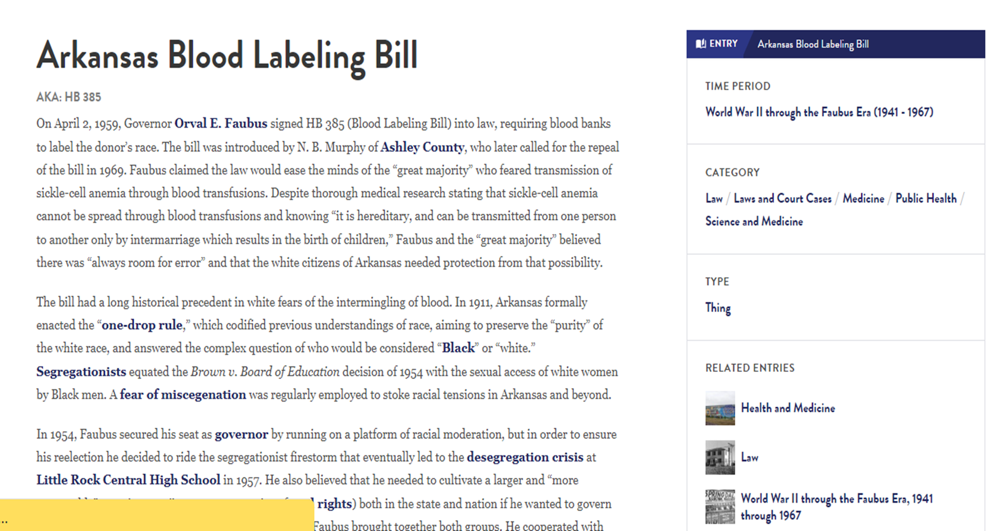 Arkansas Blood Labeling Bill
AKA: HB 385
On April 2, 1959, Governor Orval E. Faubus signed HB 385 (Blood Labeling Bill) into law, requiring blood banks
to label the donor’s race. The bill was introduced by N. B. Murphy of Ashley County, who later called for the repeal
of the bill in 1969. Faubus claimed the law would ease the minds of the “great majority” who feared transmission of
sickle-cell anemia through blood transfusions. Despite thorough medical research stating that sickle-cell anemia
cannot be spread through blood transfusions and knowing “it is hereditary, and can be transmitted from one person
to another only by intermarriage which results in the birth of children,” Faubus and the “great majority” believed
there was “always room for error” and that the white citizens of Arkansas needed protection from that possibility.
The bill had a long historical precedent in white fears of the intermingling of blood. In 1911, Arkansas formally
enacted the “one-drop rule,” which codified previous understandings of race, aiming to preserve the “purity” of
the white race, and answered the complex question of who would be considered “Black” or “white.”
Segregationists equated the Brown v. Board of Education decision of 1954 with the sexual access of white women
by Black men. A fear of miscegenation was regularly employed to stoke racial tensions in Arkansas and beyond.
In 1954, Faubus secured his seat as governor by running on a platform of racial moderation, but in order to ensure
his reelection he decided to ride the segregationist firestorm that eventually led to the desegregation crisis at
Little Rock Central High School in 1957. He also believed that he needed to cultivate a larger and “more
rights) both in the state and nation if he wanted to govern
Faubus brought together both groups. He cooperated with
...
ENTRY Arkansas Blood Labeling Bill
TIME PERIOD
World War II through the Faubus Era (1941 - 1967)
CATEGORY
Law / Laws and Court Cases / Medicine / Public Health /
Science and Medicine
TYPE
Thing
RELATED ENTRIES
Health and Medicine
Law
SPRINGDAL
World War II through the Faubus Era, 1941
through 1967